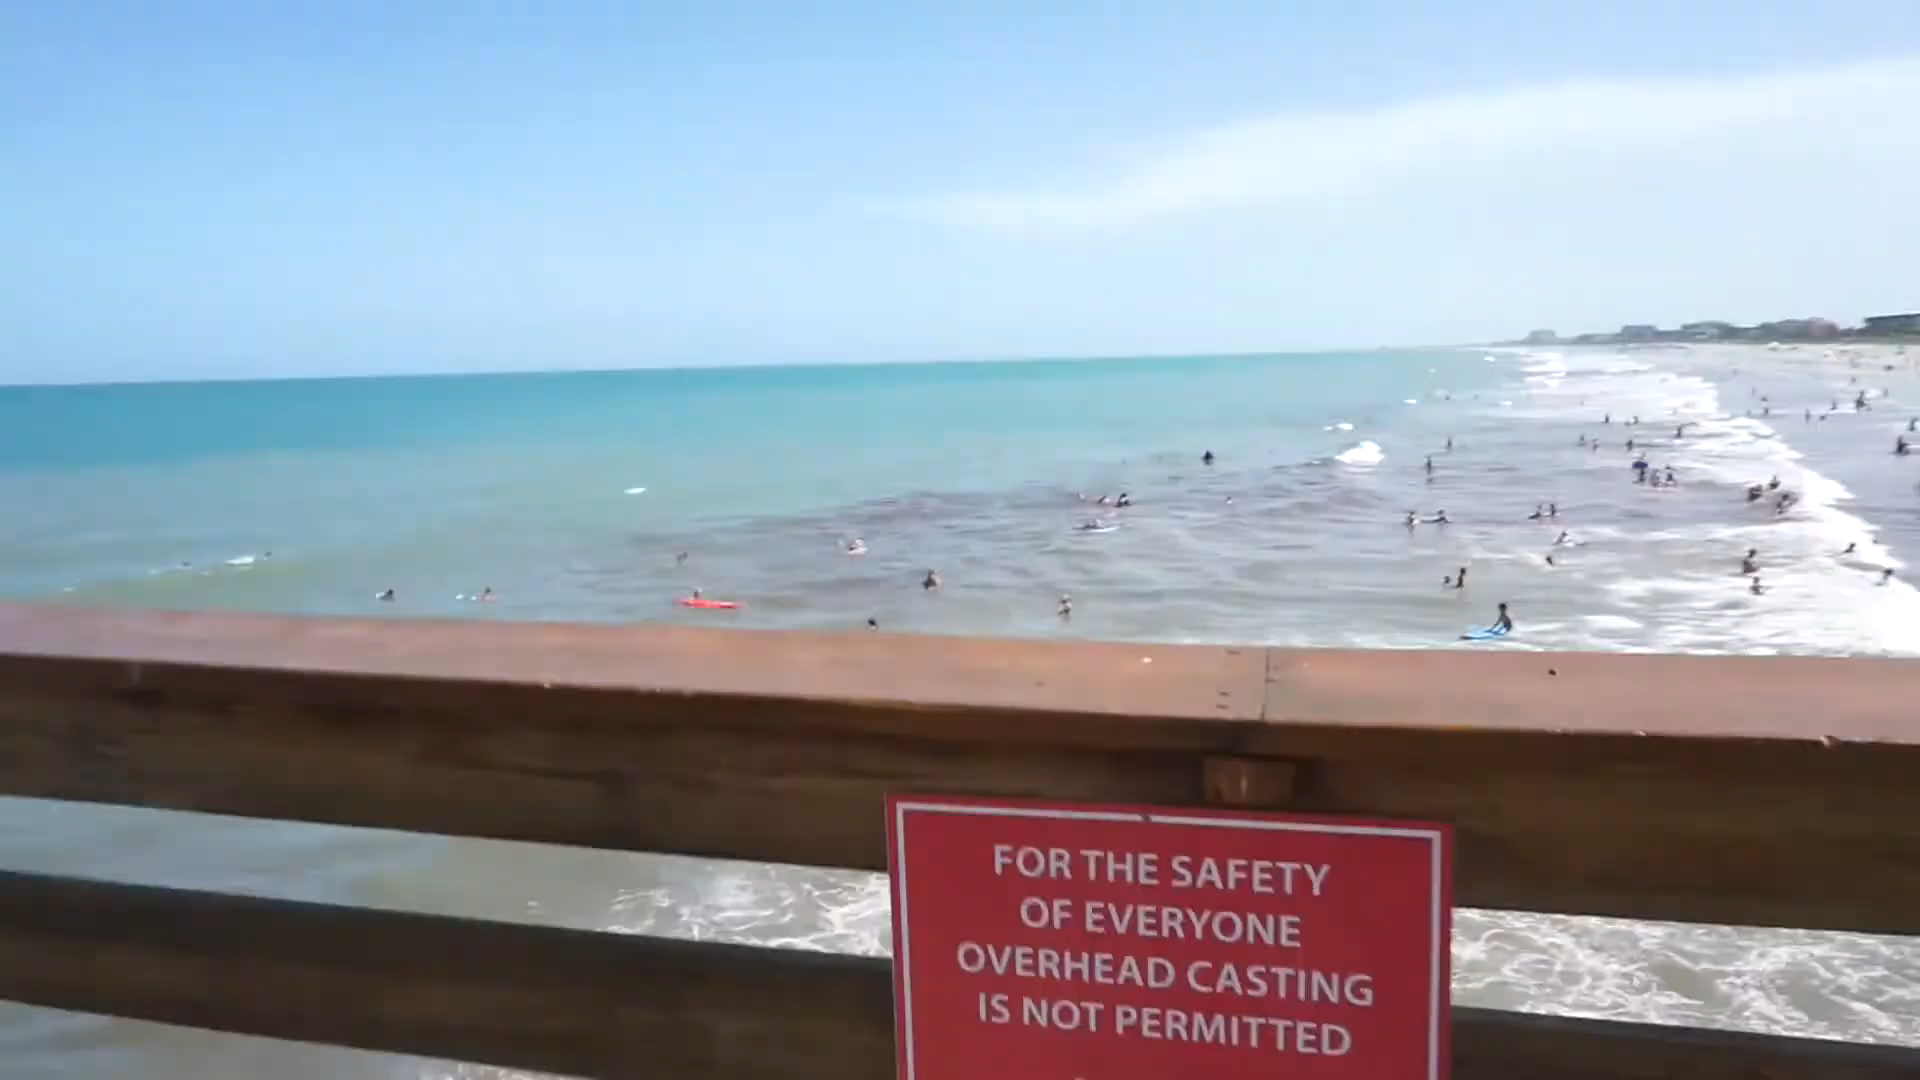 FOR THE SAFETY
OF EVERYONE
OVERHEAD CASTING
IS NOT PERMITTED